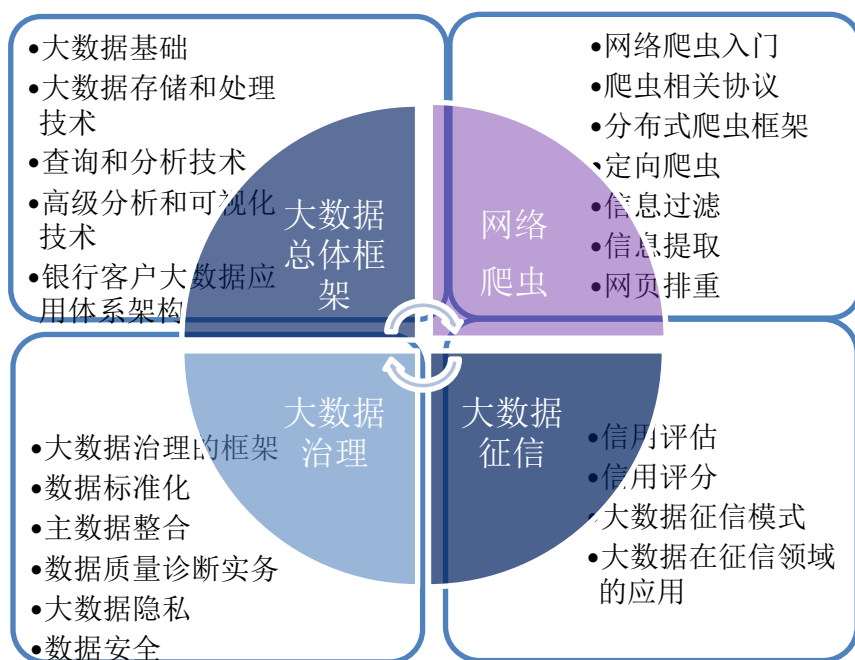 •大数据基础
•大数据存储和处理
技术
•查询和分析技术
•高级分析和可视化
技术
•银行客户大数据应
用体系架构
大数据
总体框
架
•网络爬虫入门
•爬虫相关协议
•分布式爬虫框架
•定向爬虫
•信息过滤
•信息提取
•网页排重
网络
爬虫
•大数据治理的框架
•数据标准化
•主数据整合
•数据质量诊断实务
•大数据隐私
•数据安全
大数据
治理
大数据
征信
•信用评估
•信用评分
•大数据征信模式
•大数据在征信领域
的应用